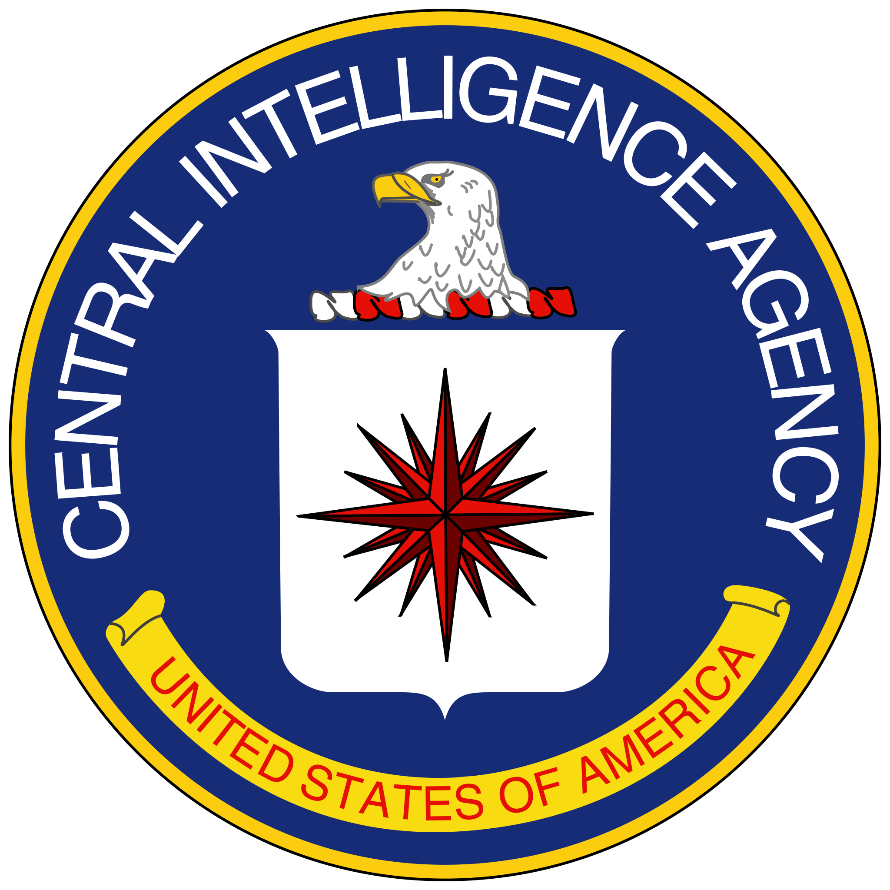 CENTRAL INTELLIGENCE AGENCY
UNITED STATES OF AMERICA